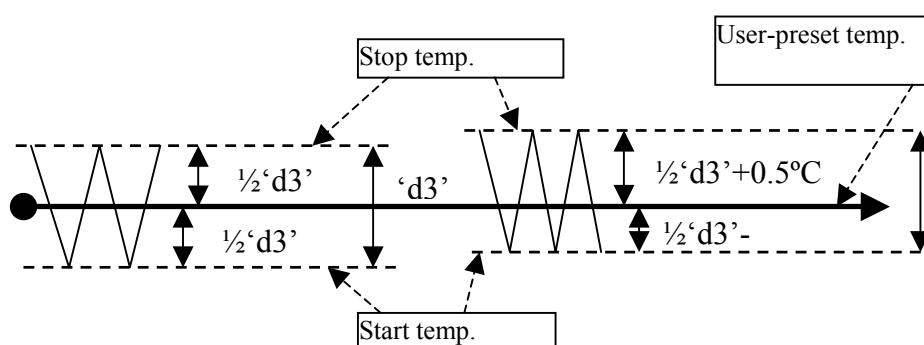 User-preset temp.
Stop temp.
½‘d3’
‘d3’
½‘d3’+0.5ºC
½‘d3’
½‘d3’-
Start temp.